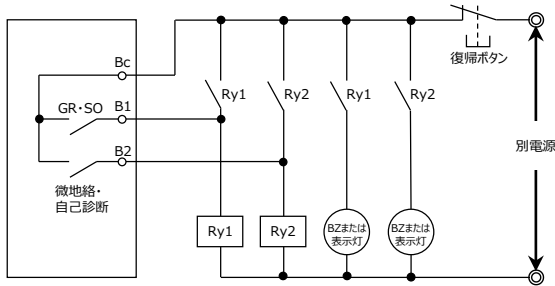 Bc
GR・SO
B1
B2
微地絡・
自己診断
Ry1
Ry2
Ry1
Ry2
復帰ボタン
別電源
Ry1
Ry2
BZまたは
表示灯
BZまたは
表示灯